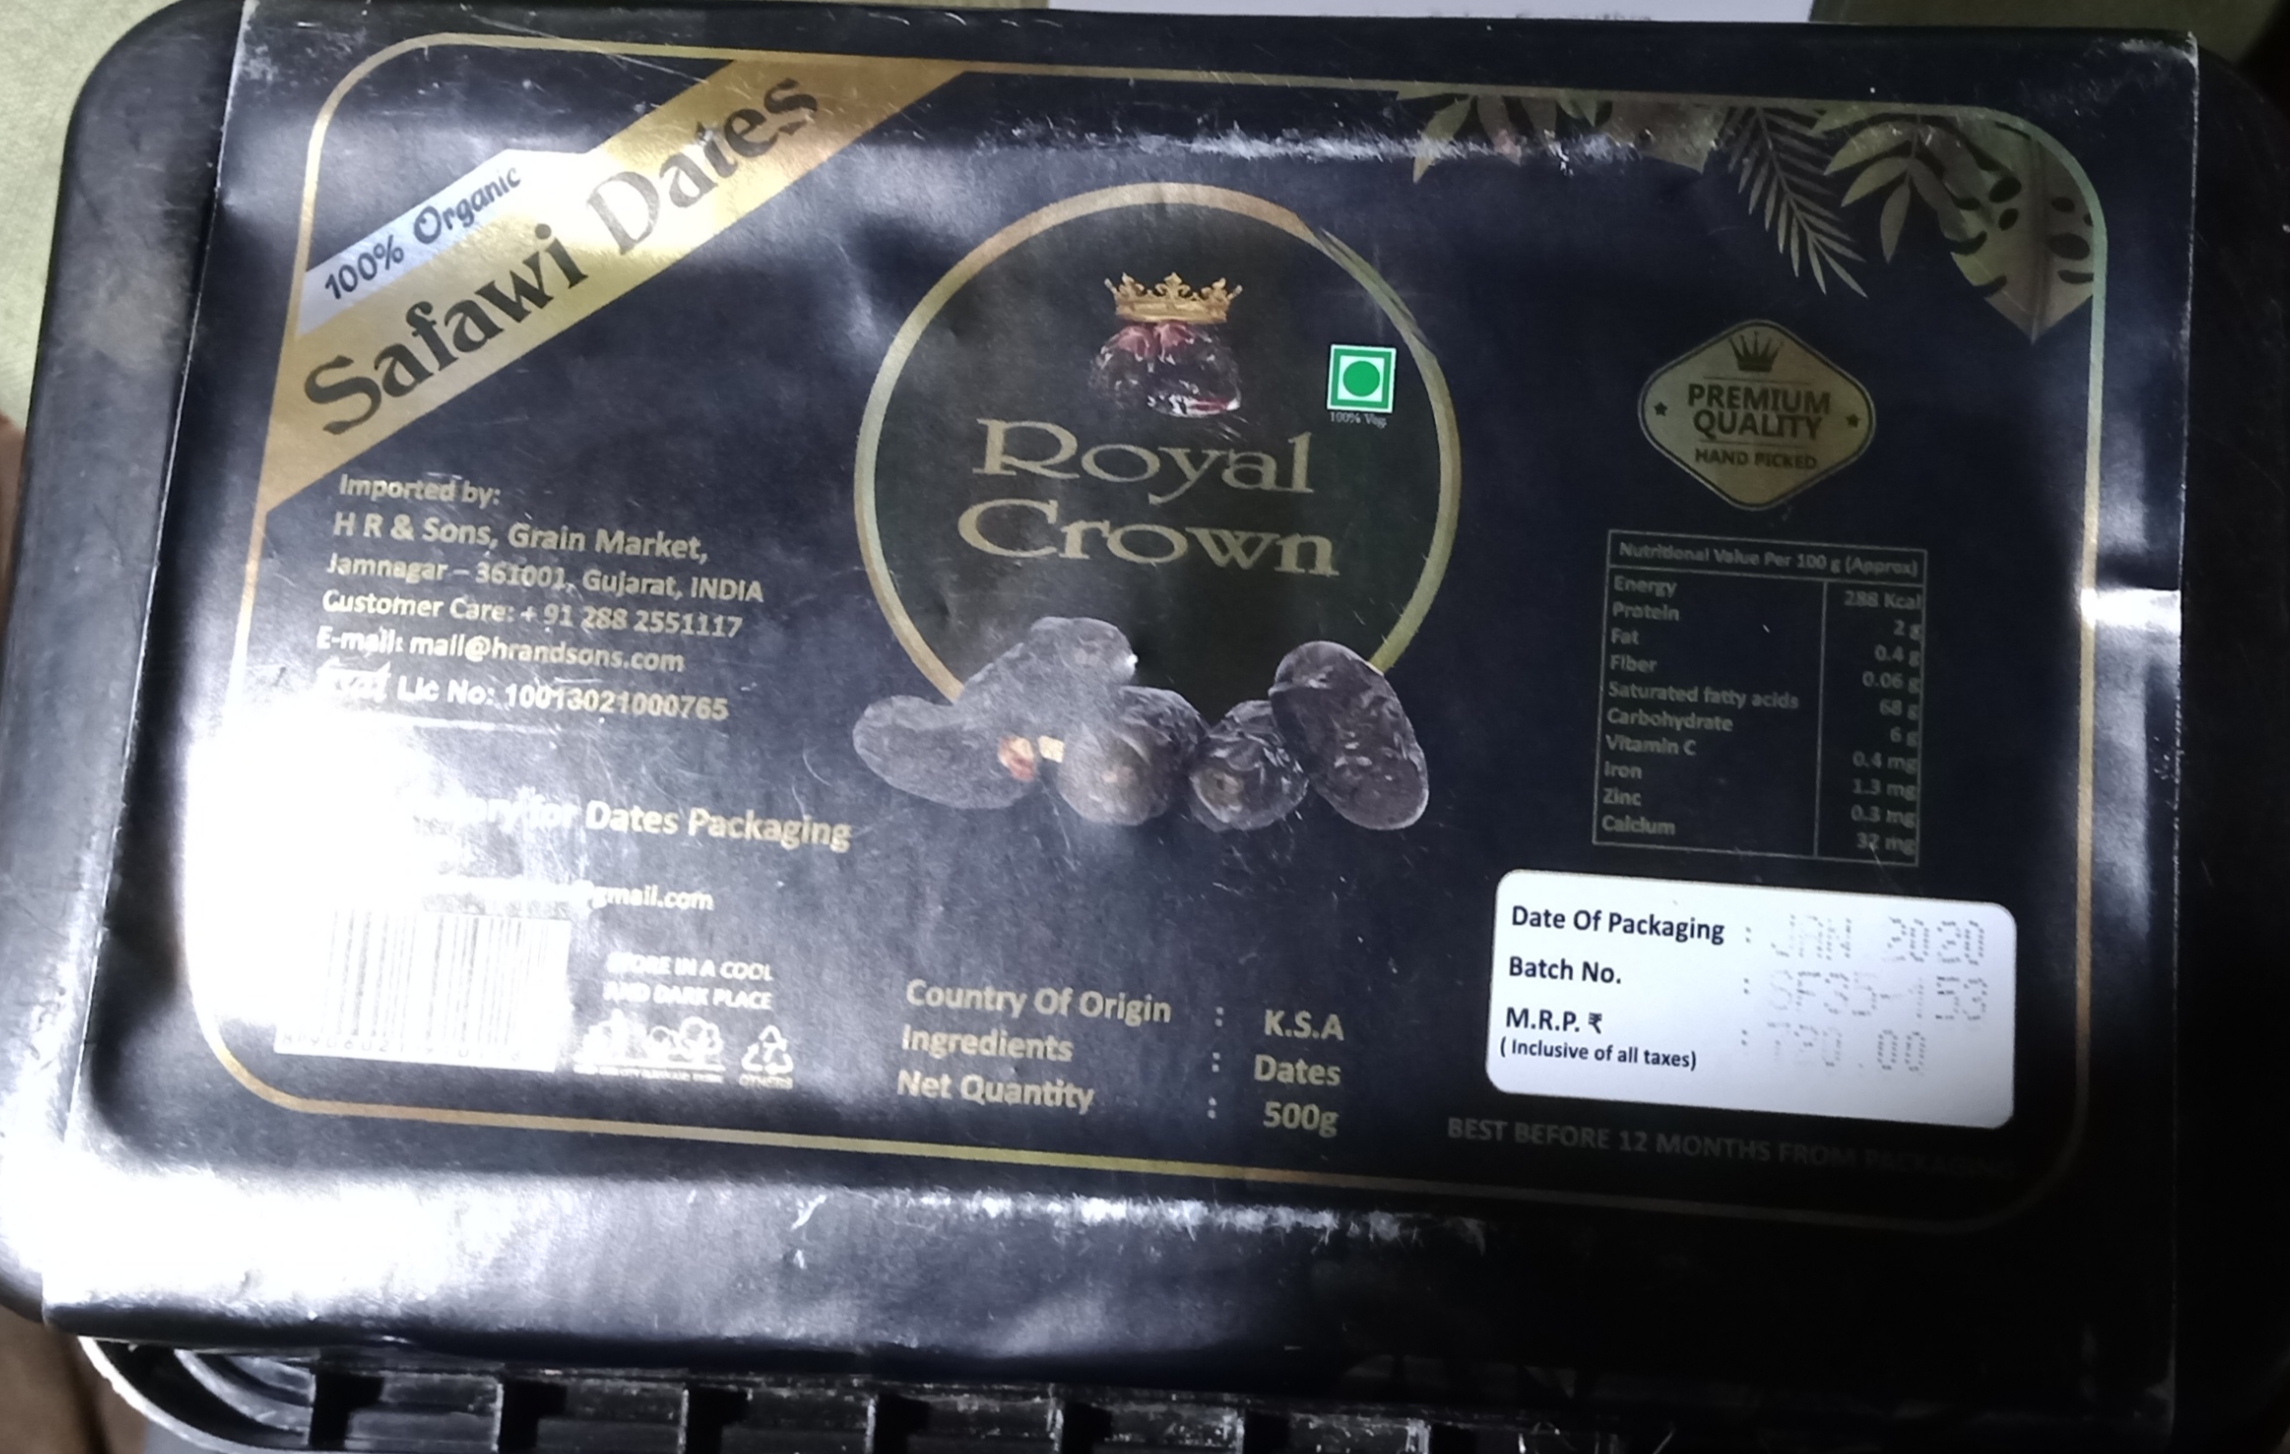 100% Organic
Safawi Dates
Royal
Crown
100% Veg
PREMIUM
QUALITY
HAND PICKED
Imported by:
H R & Sons, Grain Market,
Jamnagar – 361001, Gujarat, INDIA
Customer Care: + 91 288 2551117
E-mail: mail@hrandsons.com
Lic No: 10013021000765
for Dates Packaging
gmail.com
STORE IN A COOL
AND DARK PLACE
OTHERS
Country Of Origin : K.S.A
Ingredients : Dates
Net Quantity : 500g
Nutritional Value Per 100 g (Approx)
Energy 288 Kcal
Protein 2 g
Fat 0.4 g
Fiber 0.06 g
Saturated fatty acids 68 g
Carbohydrate 6 g
Vitamin C 0.4 mg
Iron 1.3 mg
Zinc 0.3 mg
Calcium 32 mg
Date Of Packaging : JAN 2020
Batch No. :
M.R.P. ₹ :
( Inclusive of all taxes)
BEST BEFORE 12 MONTHS FROM PACKAGING